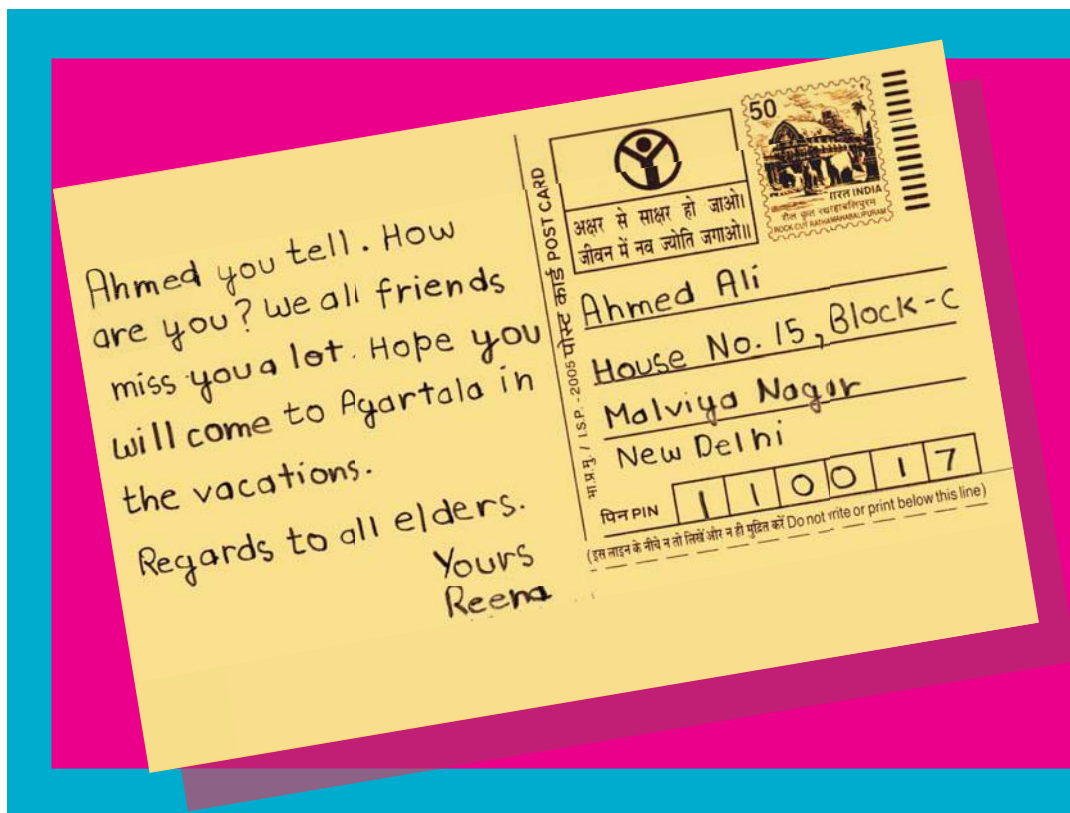 Ahmed you tell. How
are you? We all friends
miss you a lot. Hope you
will come to Agartala in
the vacations.
Regards to all elders.
Yours
Reena
भा.प्र.मु. / I.S.P. -2005 पोस्ट कार्ड POST CARD
अक्षर से साक्षर हो जाओ।
जीवन में नव ज्योति जगाओ॥
50
INDIA
ROCK CUT RATHA MAHABALIPURAM
Ahmed Ali
House No. 15, Block-C
Malviya Nagar
New Delhi
पिन PIN 110017
(इस लाइन के नीचे न तो लिखें और न ही मुद्रित करें Do not write or print below this line)